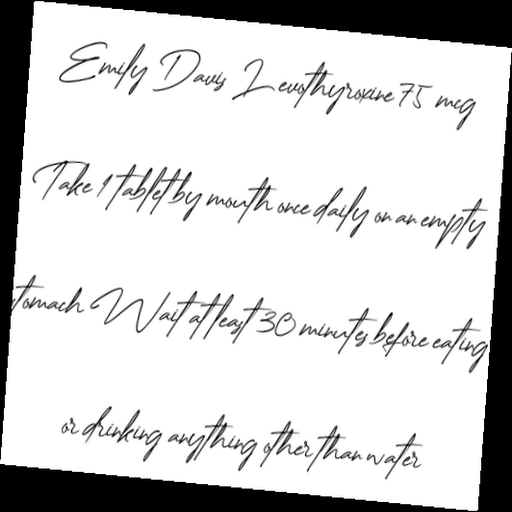 Emily Davis Levothyroxine 75 mcg
Take 1 tablet by mouth once daily on an empty
stomach Wait at least 30 minutes before eating
or drinking anything other than water